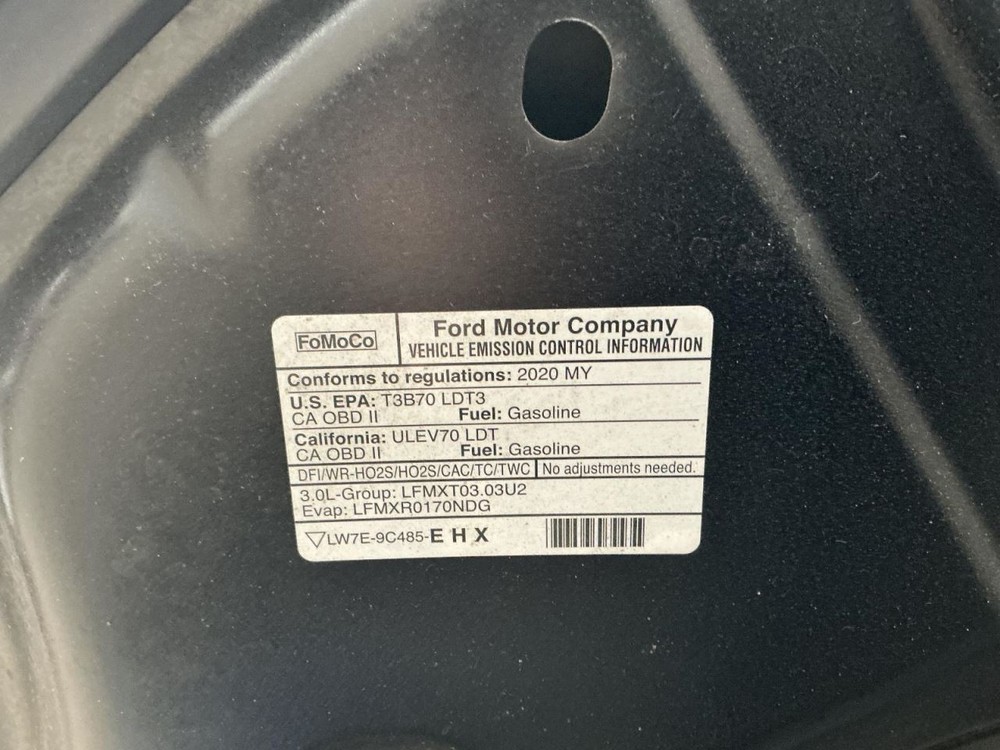 FoMoCo
Ford Motor Company
VEHICLE EMISSION CONTROL INFORMATION
Conforms to regulations: 2020 MY
U.S. EPA: T3B70 LDT3
CA OBD II Fuel: Gasoline
California: ULEV70 LDT
CA OBD II Fuel: Gasoline
DFI/WR-HO2S/HO2S/CAC/TC/TWC No adjustments needed.
3.0L-Group: LFMXT03.03U2
Evap: LFMXR0170NDG
LW7E-9C485-E H X